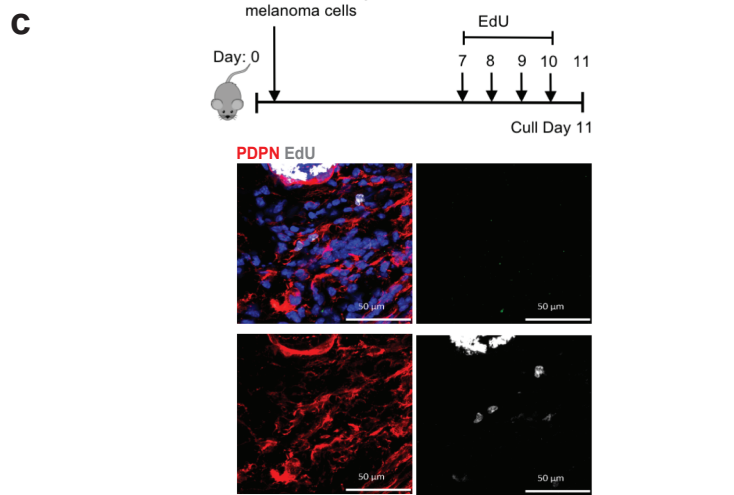 C
melanoma cells
EdU
Day: 0
7 8 9 10 11
Cull Day 11
PDPN EdU
50 μm
50 μm
50 μm
50 μm